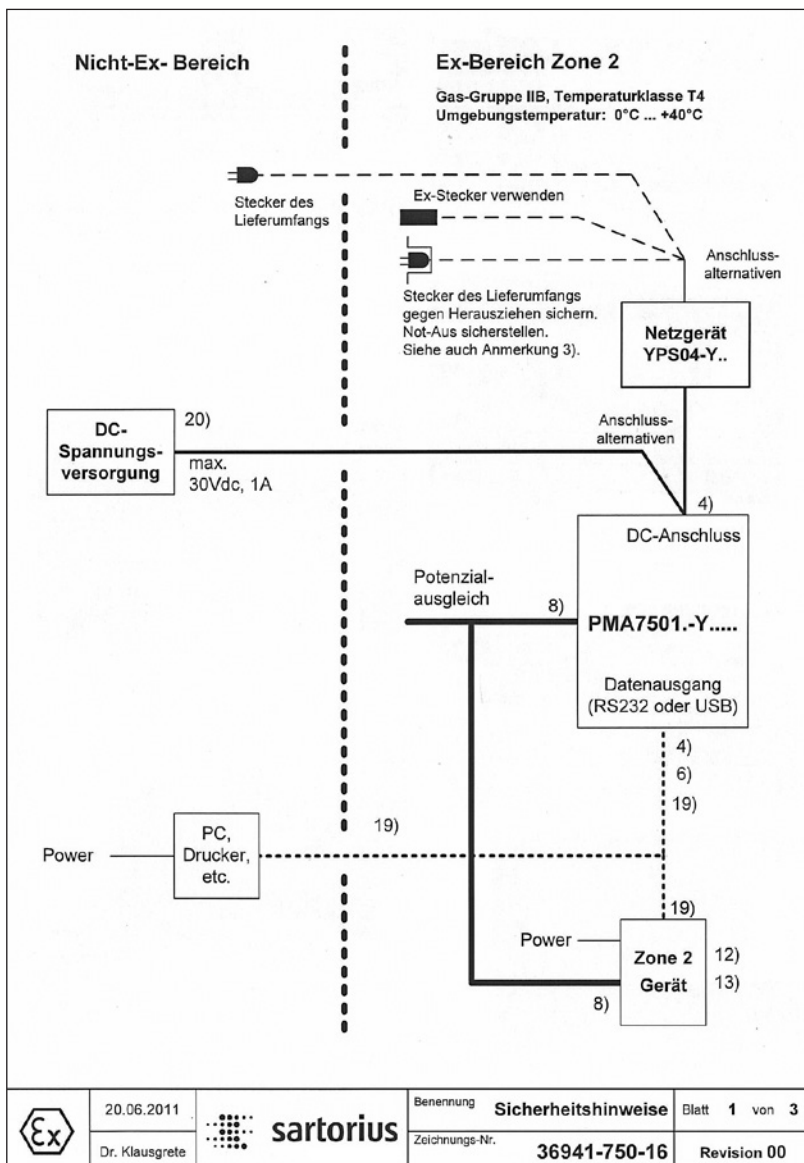 Nicht-Ex- Bereich
Ex-Bereich Zone 2
Gas-Gruppe IIB, Temperaturklasse T4
Umgebungstemperatur: 0°C ... +40°C
Stecker des
Lieferumfangs
Ex-Stecker verwenden
Anschluss-
alternativen
Stecker des Lieferumfangs
gegen Herausziehen sichern.
Not-Aus sicherstellen.
Siehe auch Anmerkung 3).
Netzgerät
YPS04-Y..
DC-
Spannungs-
versorgung
20)
max.
30Vdc, 1A
Anschluss-
alternativen
4)
DC-Anschluss
Potenzial-
ausgleich
8)
PMA7501.-Y.....
Datenausgang
(RS232 oder USB)
4)
6)
19)
Power
PC,
Drucker,
etc.
19)
19)
Power
Zone 2
Gerät
12)
13)
8)
Ex
20.06.2011
Dr. Klausgrete
sartorius
Benennung Sicherheitshinweise
Blatt 1 von 3
Zeichnungs-Nr. 36941-750-16
Revision 00